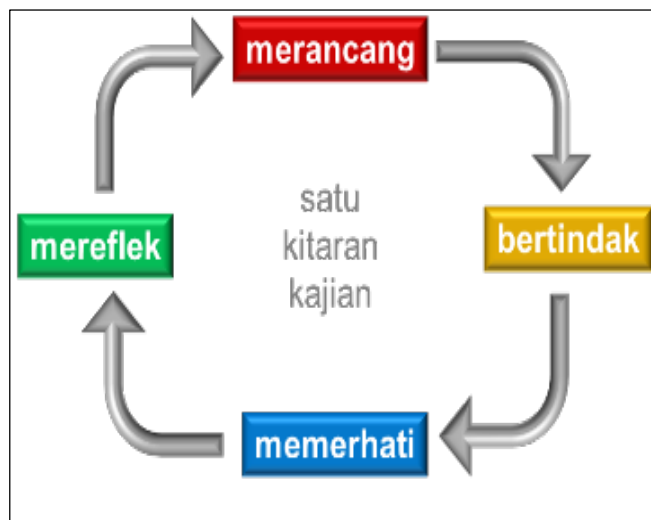 merancang
bertindak
memerhati
mereflek
satu
kitaran
kajian